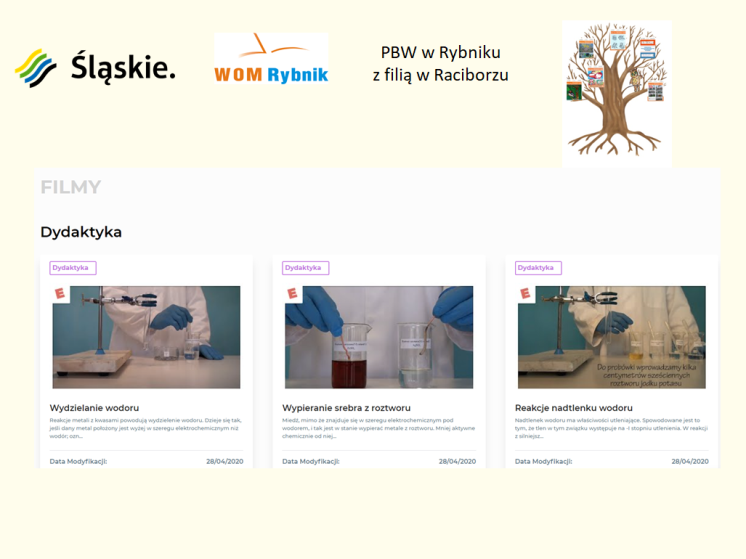 Śląskie.
WOM Rybnik
PBW w Rybniku
z filią w Raciborzu
FILMY
Dydaktyka
Dydaktyka
E
Wydzielanie wodoru
Reakcje metali z kwasami powodują wydzielenie wodoru. Dzieje się tak,
jeśli dany metal położony jest wyżej w szeregu elektrochemicznym niż
wodór; ozn...
Data Modyfikacji: 28/04/2020
Dydaktyka
E
Wypieranie srebra z roztworu
Miedź, mimo że znajduje się w szeregu elektrochemicznym pod
wodorem, i tak jest w stanie wypierać metale z roztworu. Mniej aktywne
chemicznie od niej...
Data Modyfikacji: 28/04/2020
Dydaktyka
E
Do probówki wprowadzamy kilka
centymetrów sześciennych
roztworu jodku potasu
Reakcje nadtlenku wodoru
Nadtlenek wodoru ma właściwości utleniające. Spowodowane jest to
tym, że tlen w tym związku występuje na -I stopniu utlenienia. W reakcji
z silniejsz...
Data Modyfikacji: 28/04/2020